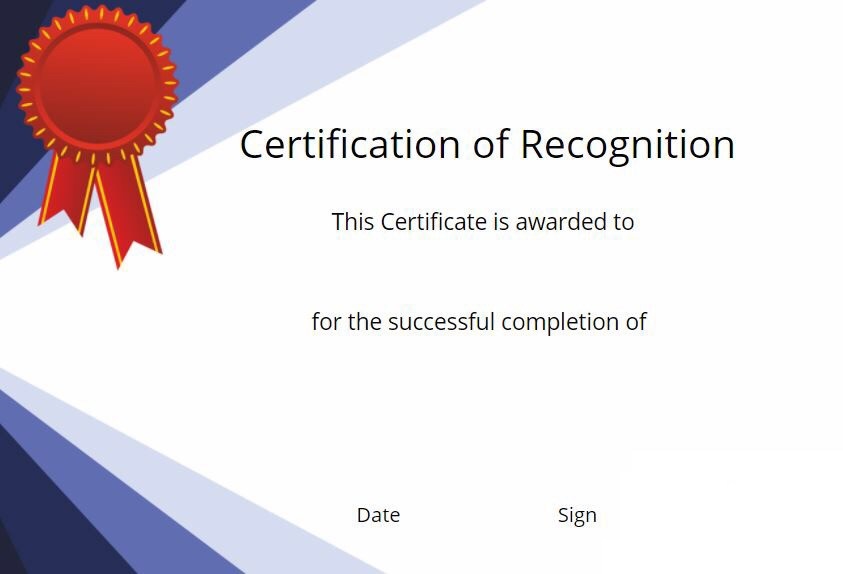 Certification of Recognition
This Certificate is awarded to
for the successful completion of
Date Sign